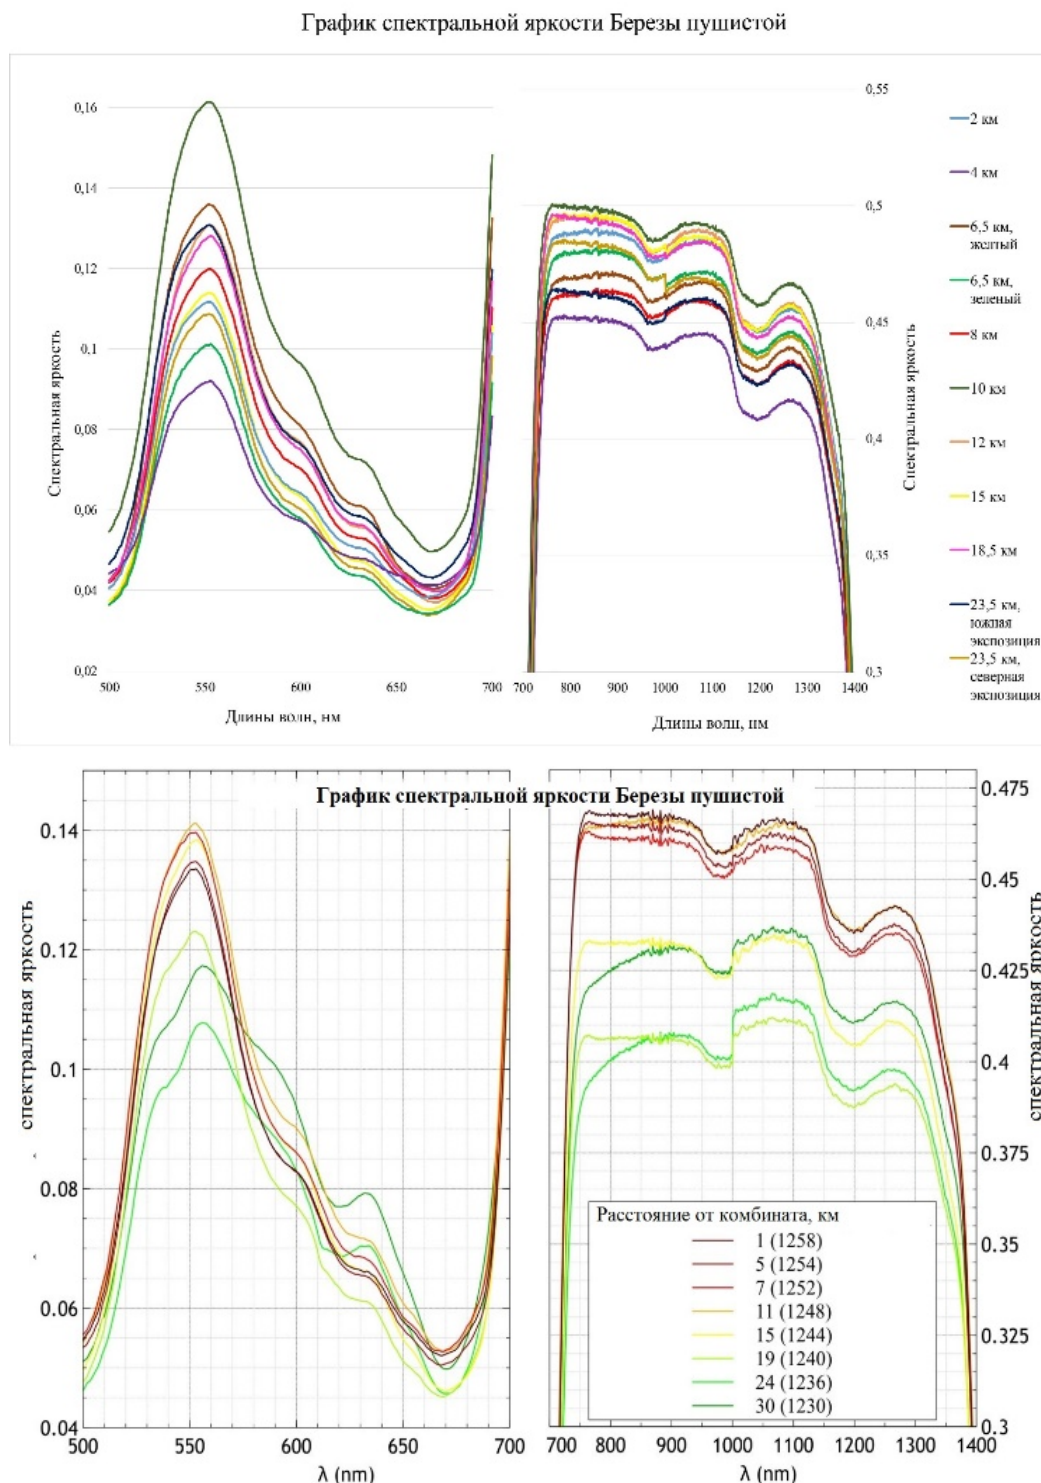 График спектральной яркости Березы пушистой
0,16
0,14
0,12
0,1
0,08
0,06
0,04
0,02
Спектральная яркость
500
550
600
650
700
Длины волн, нм
0,55
0,5
0,45
0,4
0,35
0,3
Спектральная яркость
700
800
900
1000
1100
1200
1300
1400
Длины волн, нм
2 км
4 км
6,5 км,
желтый
6,5 км,
зеленый
8 км
10 км
12 км
15 км
18,5 км
23,5 км,
южная
экспозиция
23,5 км,
северная
экспозиция
График спектральной яркости Березы пушистой
0.14
0.12
0.1
0.08
0.06
0.04
спектральная яркость
500
550
600
650
700
λ (nm)
0.475
0.45
0.425
0.4
0.375
0.35
0.325
0.3
спектральная яркость
Расстояние от комбината, км
1 (1258)
5 (1254)
7 (1252)
11 (1248)
15 (1244)
19 (1240)
24 (1236)
30 (1230)
700
800
900
1000
1100
1200
1300
1400
λ (nm)